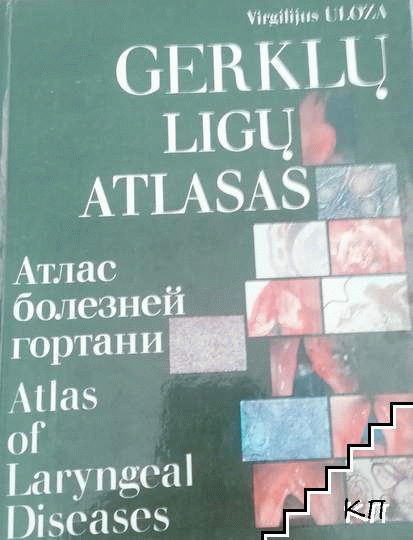 Virgilijus ULOZA
GERKLŲ
LIGŲ
ATLASAS
Атлас
болезней
гортани
Atlas
of
Laryngeal
Diseases
КП